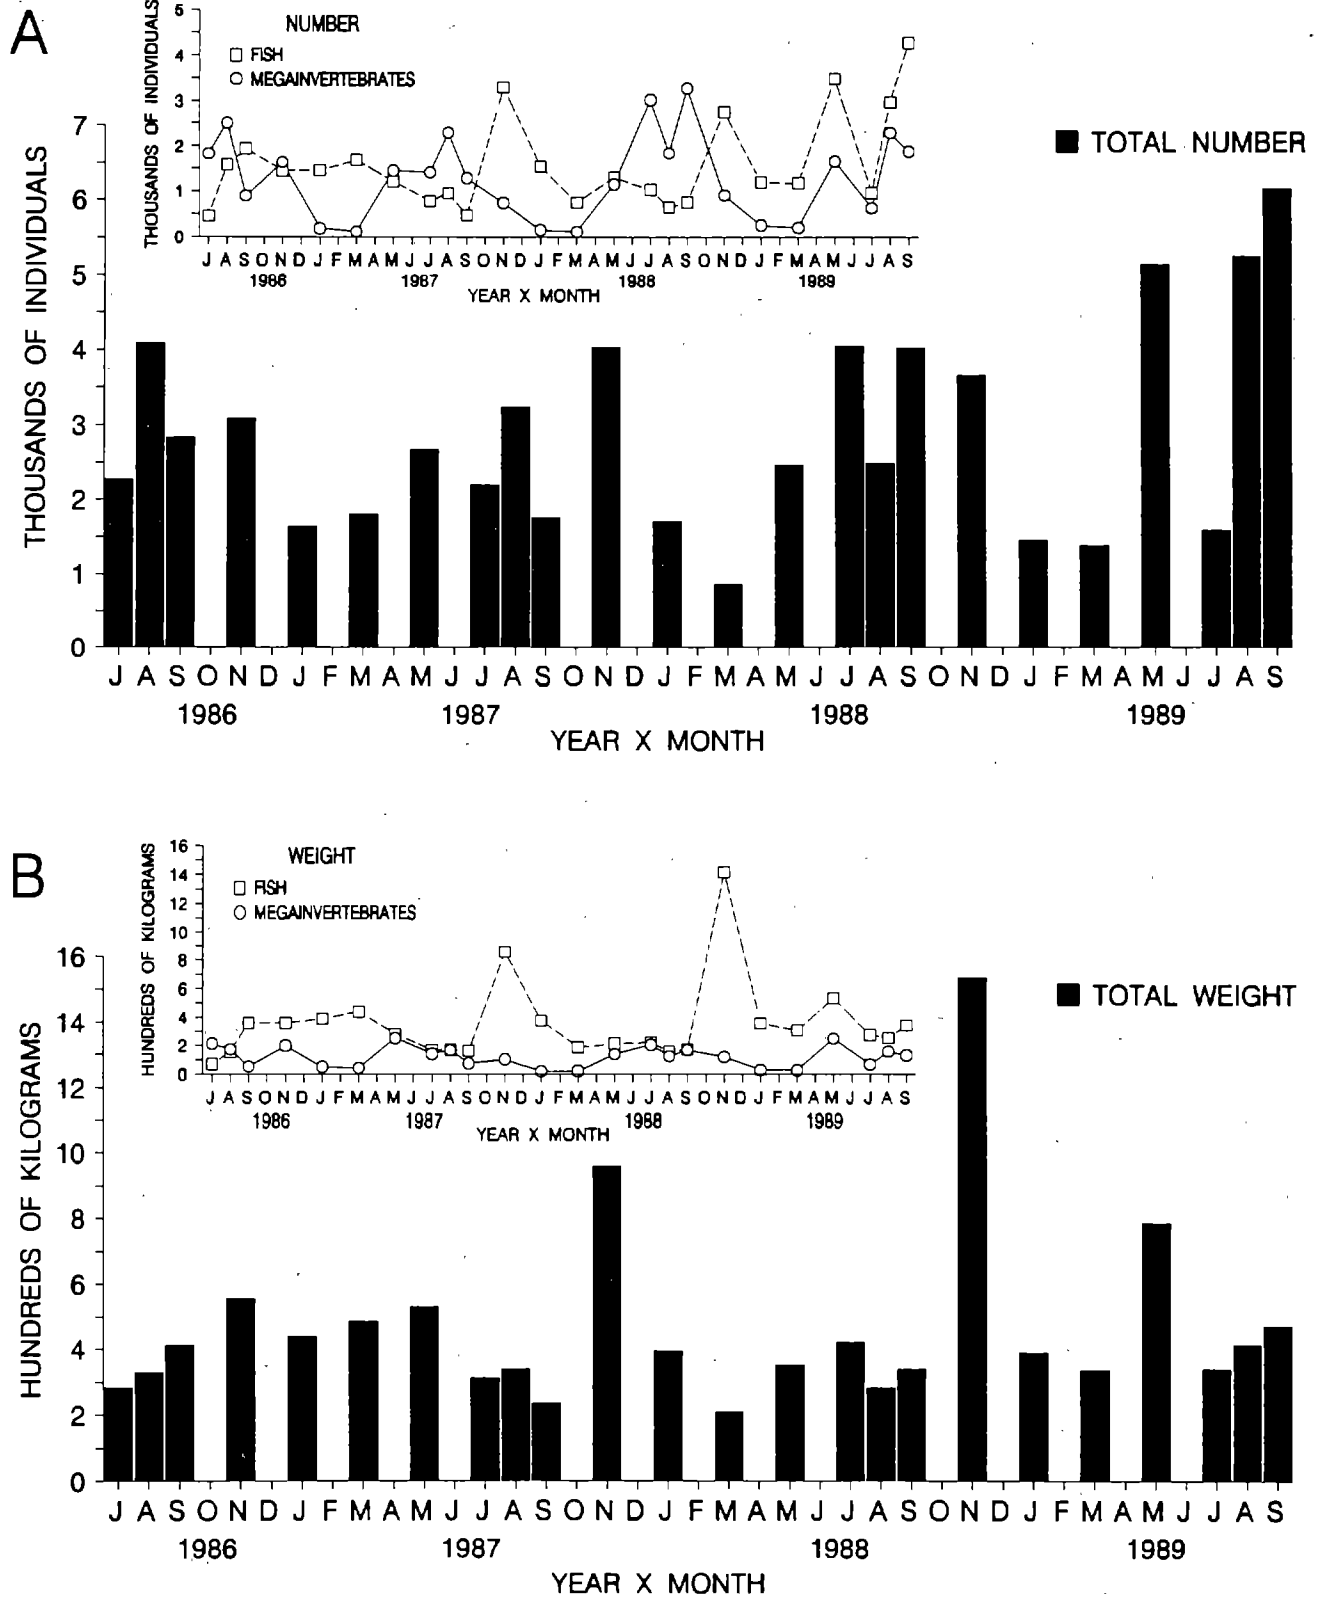 A
NUMBER
FISH
MEGAINVERTEBRATES
THOUSANDS OF INDIVIDUALS
5
4
3
2
1
0
J A S O N D J F M A M J J A S O N D J F M A M J J A S O N D J F M A M J J A S
1986 1987 1988 1989
YEAR X MONTH
TOTAL NUMBER
THOUSANDS OF INDIVIDUALS
7
6
5
4
3
2
1
0
J A S O N D J F M A M J J A S O N D J F M A M J J A S O N D J F M A M J J A S
1986 1987 1988 1989
YEAR X MONTH
B
WEIGHT
FISH
MEGAINVERTEBRATES
HUNDREDS OF KILOGRAMS
16
14
12
10
8
6
4
2
0
J A S O N D J F M A M J J A S O N D J F M A M J J A S O N D J F M A M J J A S
1986 1987 1988 1989
YEAR X MONTH
TOTAL WEIGHT
HUNDREDS OF KILOGRAMS
16
14
12
10
8
6
4
2
0
J A S O N D J F M A M J J A S O N D J F M A M J J A S O N D J F M A M J J A S
1986 1987 1988 1989
YEAR X MONTH